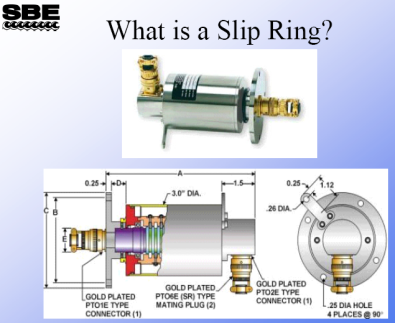 SBE
What is a Slip Ring?
A
0.25
D
3.0" DIA.
1.5
0.25
1.12
.26 DIA.
C
B
E
GOLD PLATED
PTO1E TYPE
CONNECTOR (1)
GOLD PLATED
PTO6E (SR) TYPE
MATING PLUG (2)
GOLD PLATED
PTO2E TYPE
CONNECTOR (1)
.25 DIA HOLE
4 PLACES @ 90°